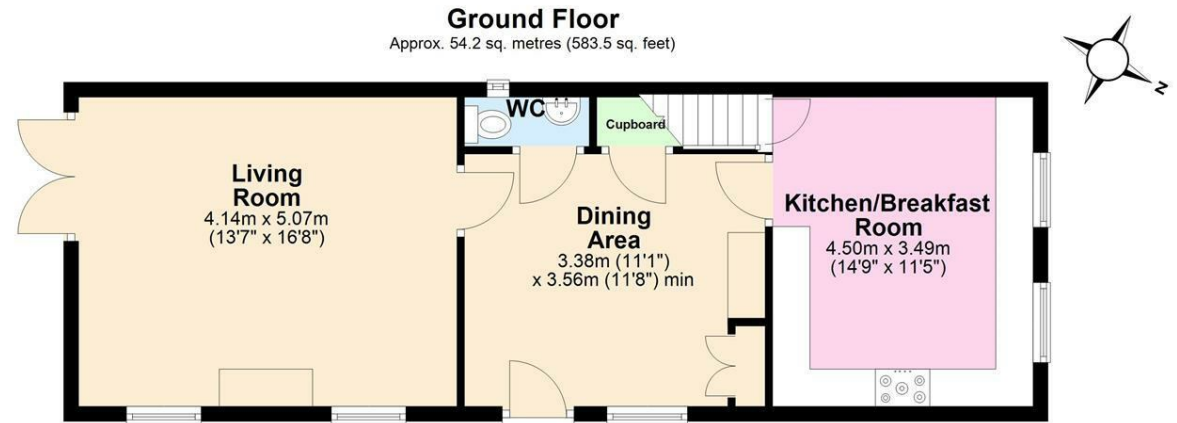 Ground Floor
Approx. 54.2 sq. metres (583.5 sq. feet)
N
WC
Cupboard
Living
Room
4.14m x 5.07m
(13'7" x 16'8")
Dining
Area
3.38m (11'1")
x 3.56m (11'8") min
Kitchen/Breakfast
Room
4.50m x 3.49m
(14'9" x 11'5")